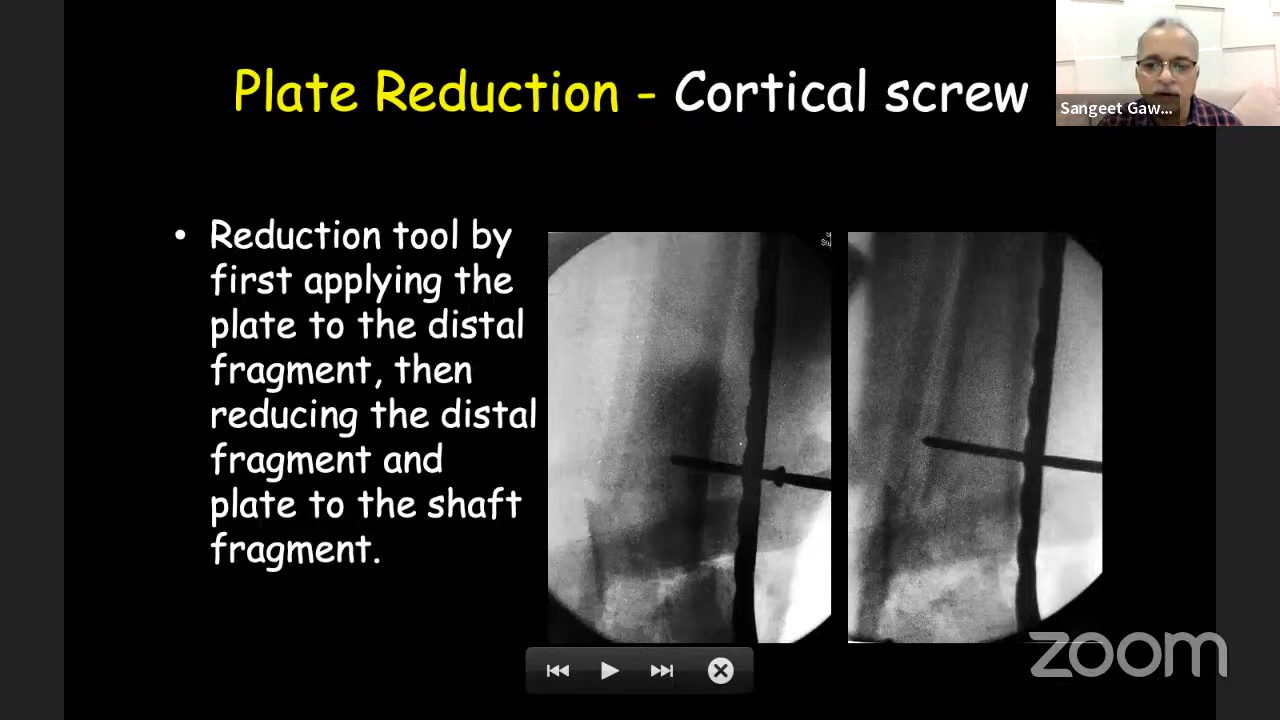 Plate Reduction - Cortical screw
Sangeet Gaw...
• Reduction tool by
first applying the
plate to the distal
fragment, then
reducing the distal
fragment and
plate to the shaft
fragment.
zoom